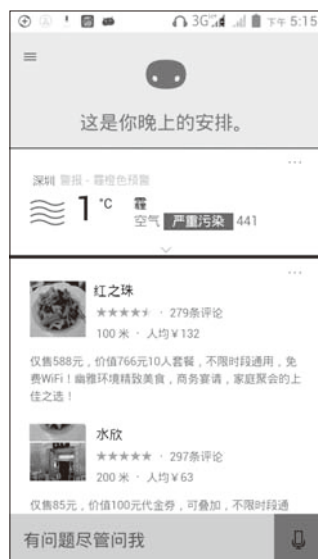 3G 下午 5:15
这是你晚上的安排。
深圳 警报 - 霾橙色预警
1 °C 霾
空气 严重污染 441
红之珠
279条评论
100 米 · 人均￥132
仅售588元，价值766元10人套餐，不限时段通用，免
费WiFi！幽雅环境精致美食，商务宴请，家庭聚会的上
佳之选！
水欣
297条评论
200 米 · 人均￥63
仅售85元，价值100元代金券，可叠加，不限时段通
有问题尽管问我